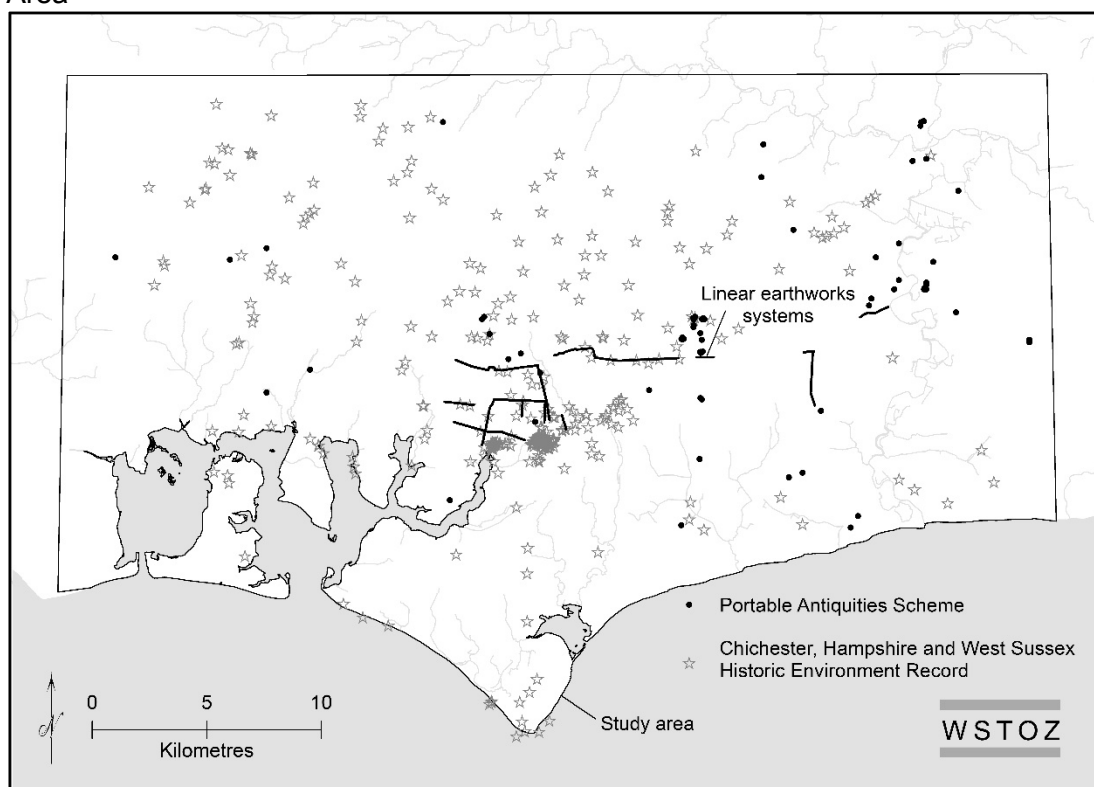 Area
Linear earthworks
systems
Portable Antiquities Scheme
Chichester, Hampshire and West Sussex
Historic Environment Record
N
0 5 10
Kilometres
Study area
WSTOZ